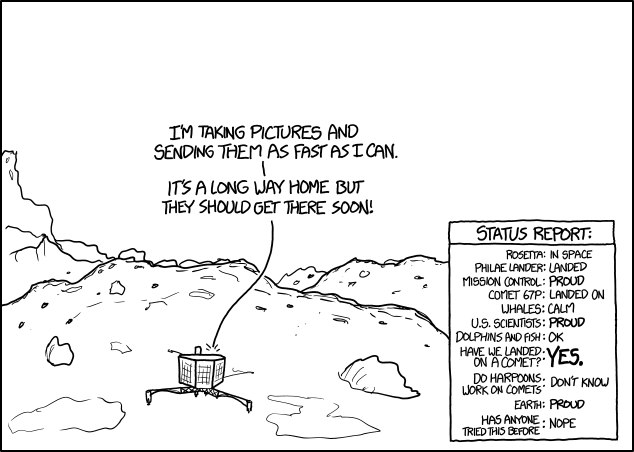 I'M TAKING PICTURES AND
SENDING THEM AS FAST AS I CAN.
IT'S A LONG WAY HOME BUT
THEY SHOULD GET THERE SOON!
STATUS REPORT:
ROSETTA: IN SPACE
PHILAE LANDER: LANDED
MISSION CONTROL: PROUD
COMET 67P: LANDED ON
WHALES: CALM
U.S. SCIENTISTS: PROUD
DOLPHINS AND FISH: OK
HAVE WE LANDED
ON A COMET?: YES.
DO HARPOONS
WORK ON COMETS: DON'T KNOW
EARTH: PROUD
HAS ANYONE
TRIED THIS BEFORE: NOPE